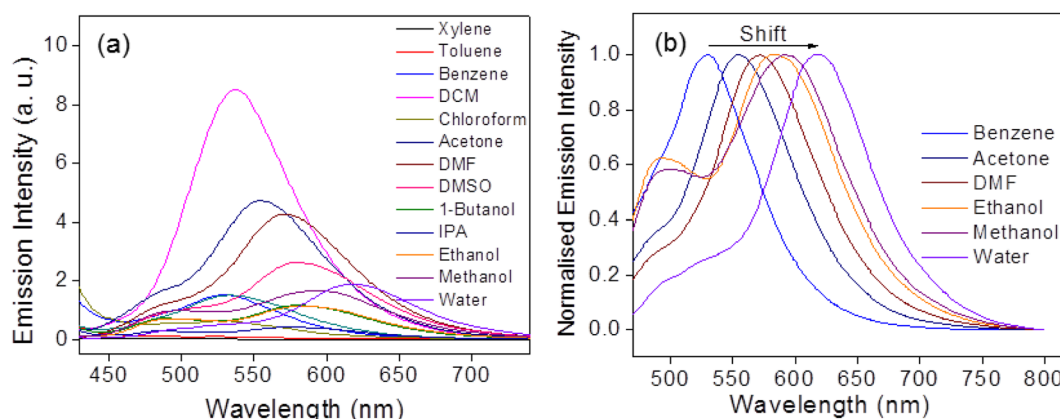 (a)
Emission Intensity (a. u.)
10
8
6
4
2
0
450 500 550 600 650 700
Wavelength (nm)
Xylene
Toluene
Benzene
DCM
Chloroform
Acetone
DMF
DMSO
1-Butanol
IPA
Ethanol
Methanol
Water
(b)
Shift
Normalised Emission Intensity
1.0
0.8
0.6
0.4
0.2
0.0
500 550 600 650 700 750 800
Wavelength (nm)
Benzene
Acetone
DMF
Ethanol
Methanol
Water